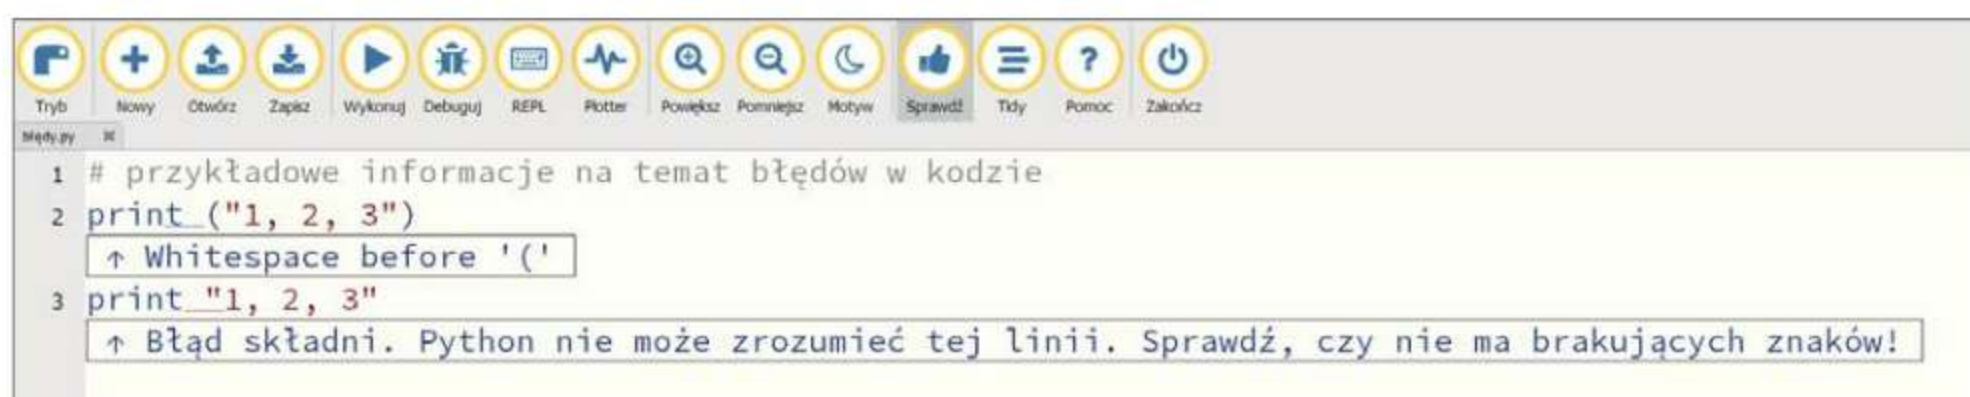 Tryb Nowy Otwórz Zapisz Wykonuj Debuguj REPL Plotter Powiększ Pomniejsz Motyw Sprawdź Tidy Pomoc Zakończ
błędy.py
1 # przykładowe informacje na temat błędów w kodzie
2 print ("1, 2, 3")
↑ Whitespace before '('
3 print "1, 2, 3"
↑ Błąd składni. Python nie może zrozumieć tej linii. Sprawdź, czy nie ma brakujących znaków!